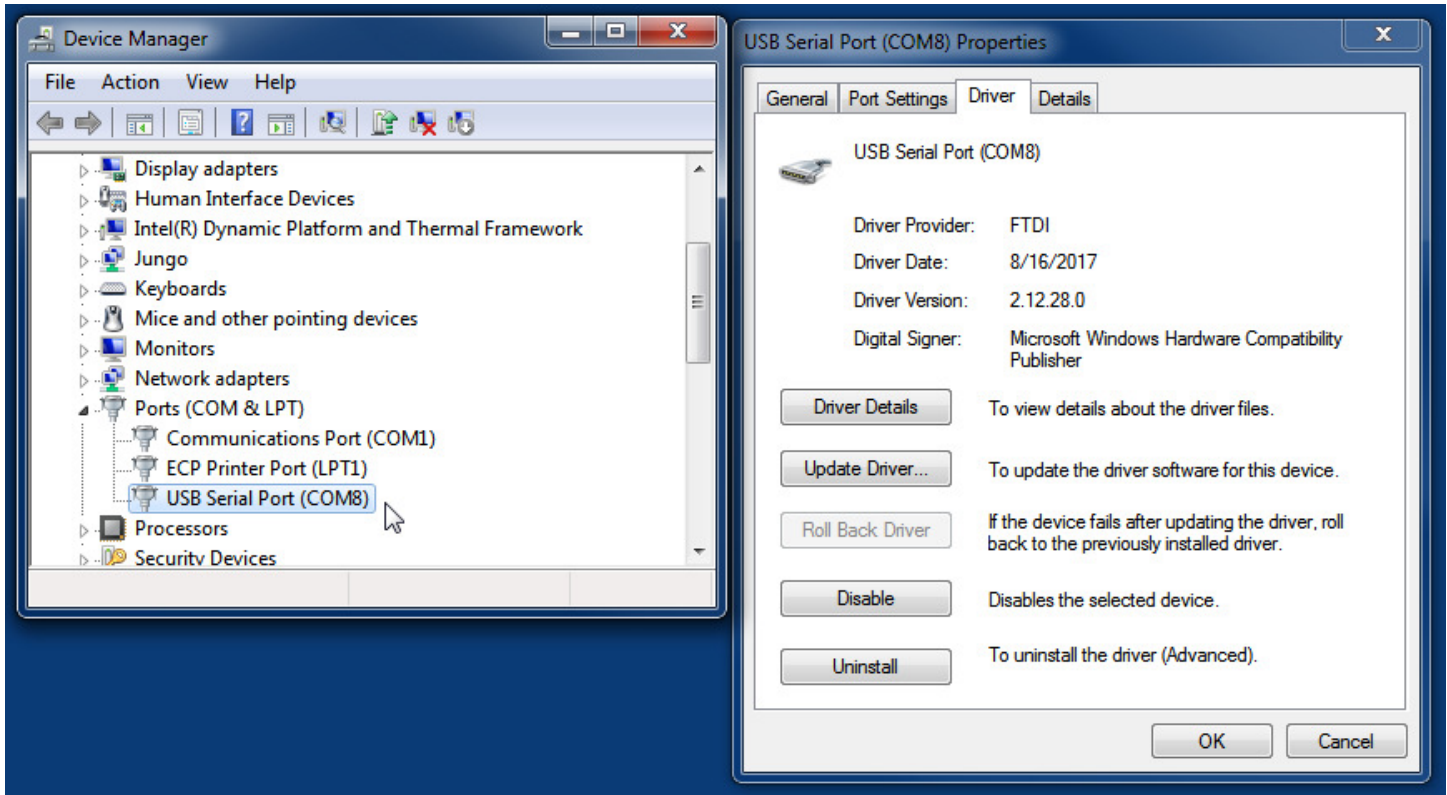 Device Manager
File Action View Help
Display adapters
Human Interface Devices
Intel(R) Dynamic Platform and Thermal Framework
Jungo
Keyboards
Mice and other pointing devices
Monitors
Network adapters
Ports (COM & LPT)
Communications Port (COM1)
ECP Printer Port (LPT1)
USB Serial Port (COM8)
Processors
Security Devices
USB Serial Port (COM8) Properties
General Port Settings Driver Details
USB Serial Port (COM8)
Driver Provider: FTDI
Driver Date: 8/16/2017
Driver Version: 2.12.28.0
Digital Signer: Microsoft Windows Hardware Compatibility
Publisher
Driver Details To view details about the driver files.
Update Driver... To update the driver software for this device.
Roll Back Driver If the device fails after updating the driver, roll
back to the previously installed driver.
Disable Disables the selected device.
Uninstall To uninstall the driver (Advanced).
OK Cancel